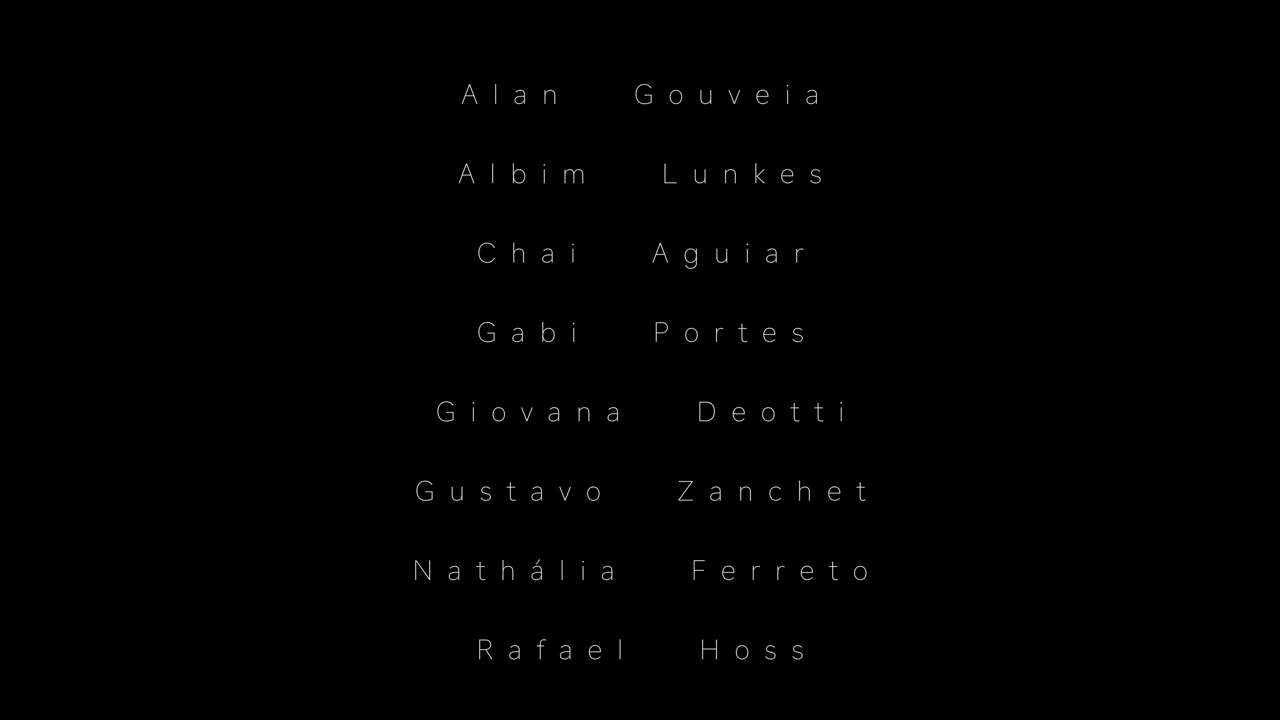 Alan Gouveia
Albim Lunkes
Chai Aguiar
Gabi Portes
Giovana Deotti
Gustavo Zanchet
Nathália Ferreto
Rafael Hoss